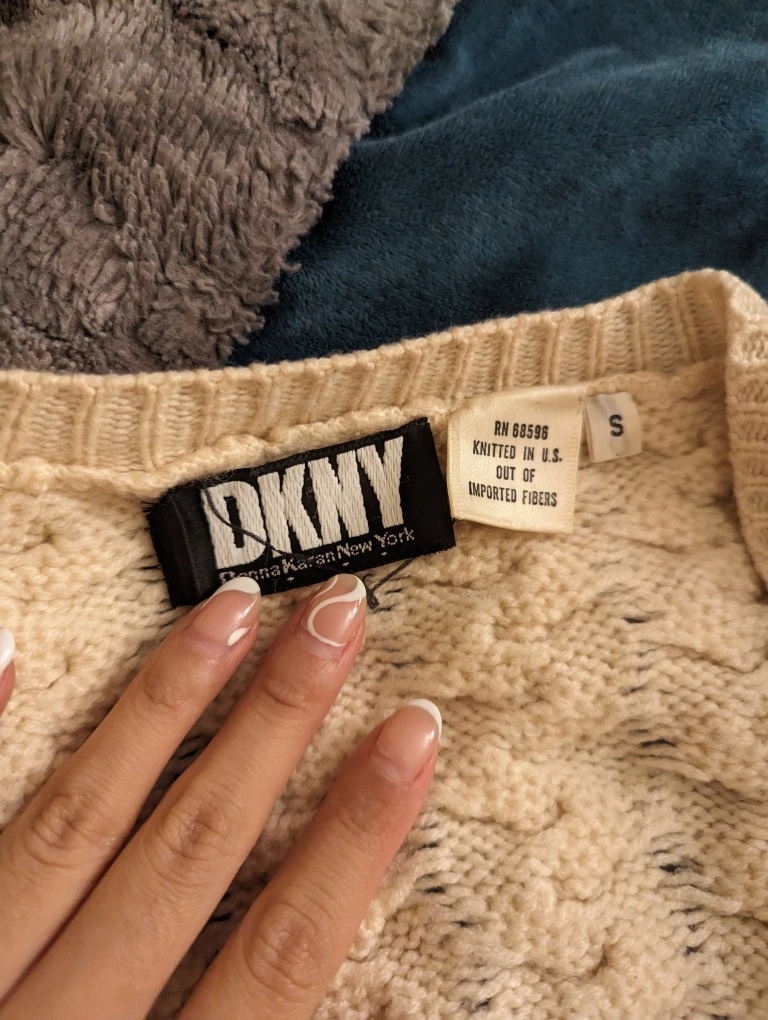 DKNY
Donna Karan New York
RN 68596
KNITTED IN U.S.
OUT OF
IMPORTED FIBERS
S